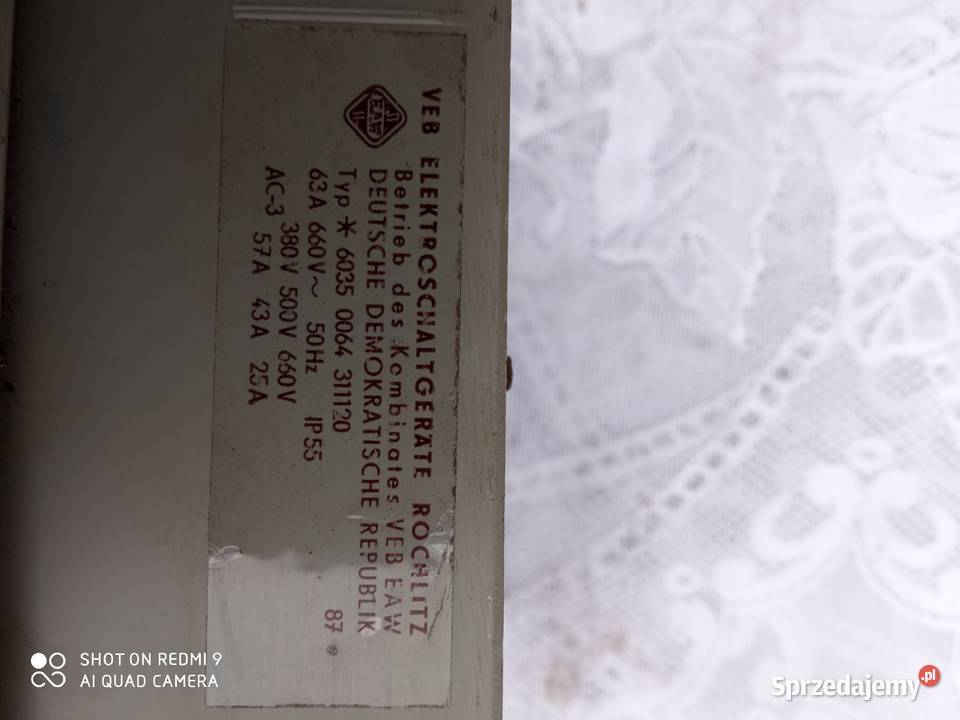 VEB ELEKTROSCHALTGERÄTE ROCHLITZ
Betrieb des Kombinates VEB EAW
DEUTSCHE DEMOKRATISCHE REPUBLIK
EAW
Typ * 6035 0064 311120
87
63A 660V~ 50Hz IP55
380V 500V 660V
AC-3 57A 43A 25A
SHOT ON REDMI 9
AI QUAD CAMERA
Sprzedajemy.pl